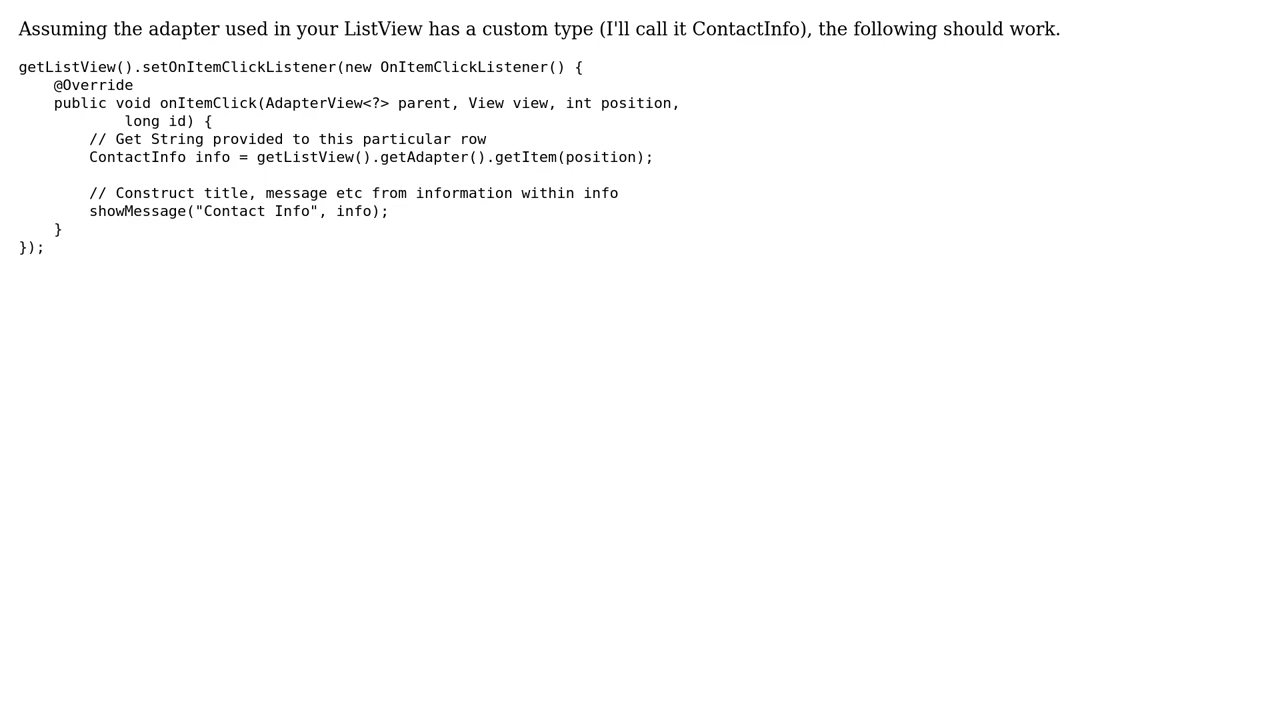 Assuming the adapter used in your ListView has a custom type (I'll call it ContactInfo), the following should work.
getListView().setOnItemClickListener(new OnItemClickListener() {
    @Override
    public void onItemClick(AdapterView<?> parent, View view, int position,
            long id) {
        // Get String provided to this particular row
        ContactInfo info = getListView().getAdapter().getItem(position);

        // Construct title, message etc from information within info
        showMessage("Contact Info", info);
    }
});